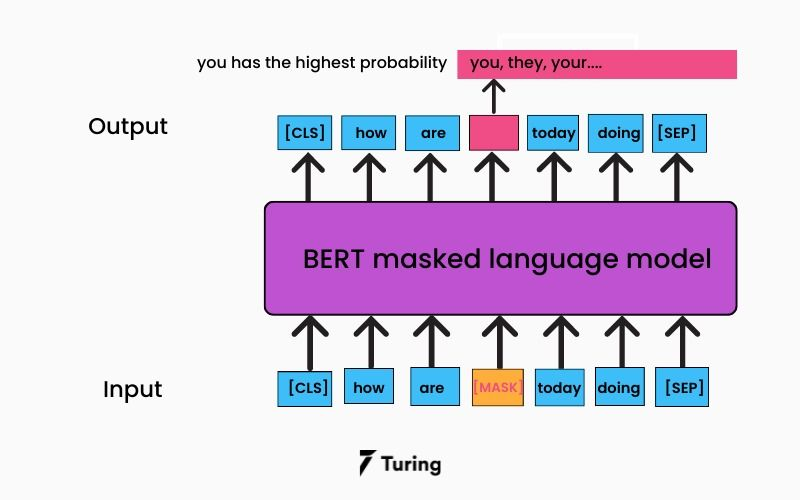 you has the highest probability you, they, your....
Output [CLS] how are today doing [SEP]
BERT masked language model
Input [CLS] how are [MASK] today doing [SEP]
Turing